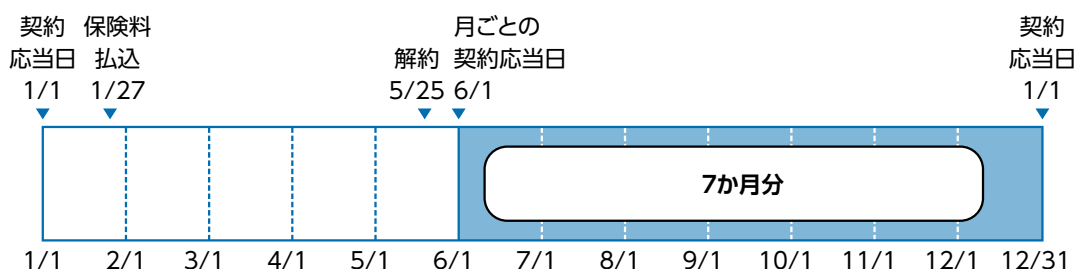 契約
応当日
1/1
保険料
払込
1/27
解約
5/25
月ごとの
契約応当日
6/1
契約
応当日
1/1
7か月分
1/1 2/1 3/1 4/1 5/1 6/1 7/1 8/1 9/1 10/1 11/1 12/1 12/31